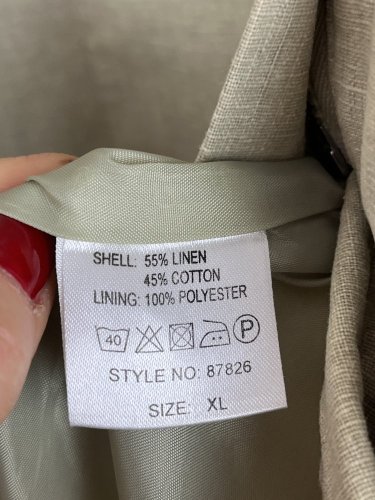 SHELL: 55% LINEN
45% COTTON
LINING: 100% POLYESTER
40 P
STYLE NO: 87826
SIZE: XL